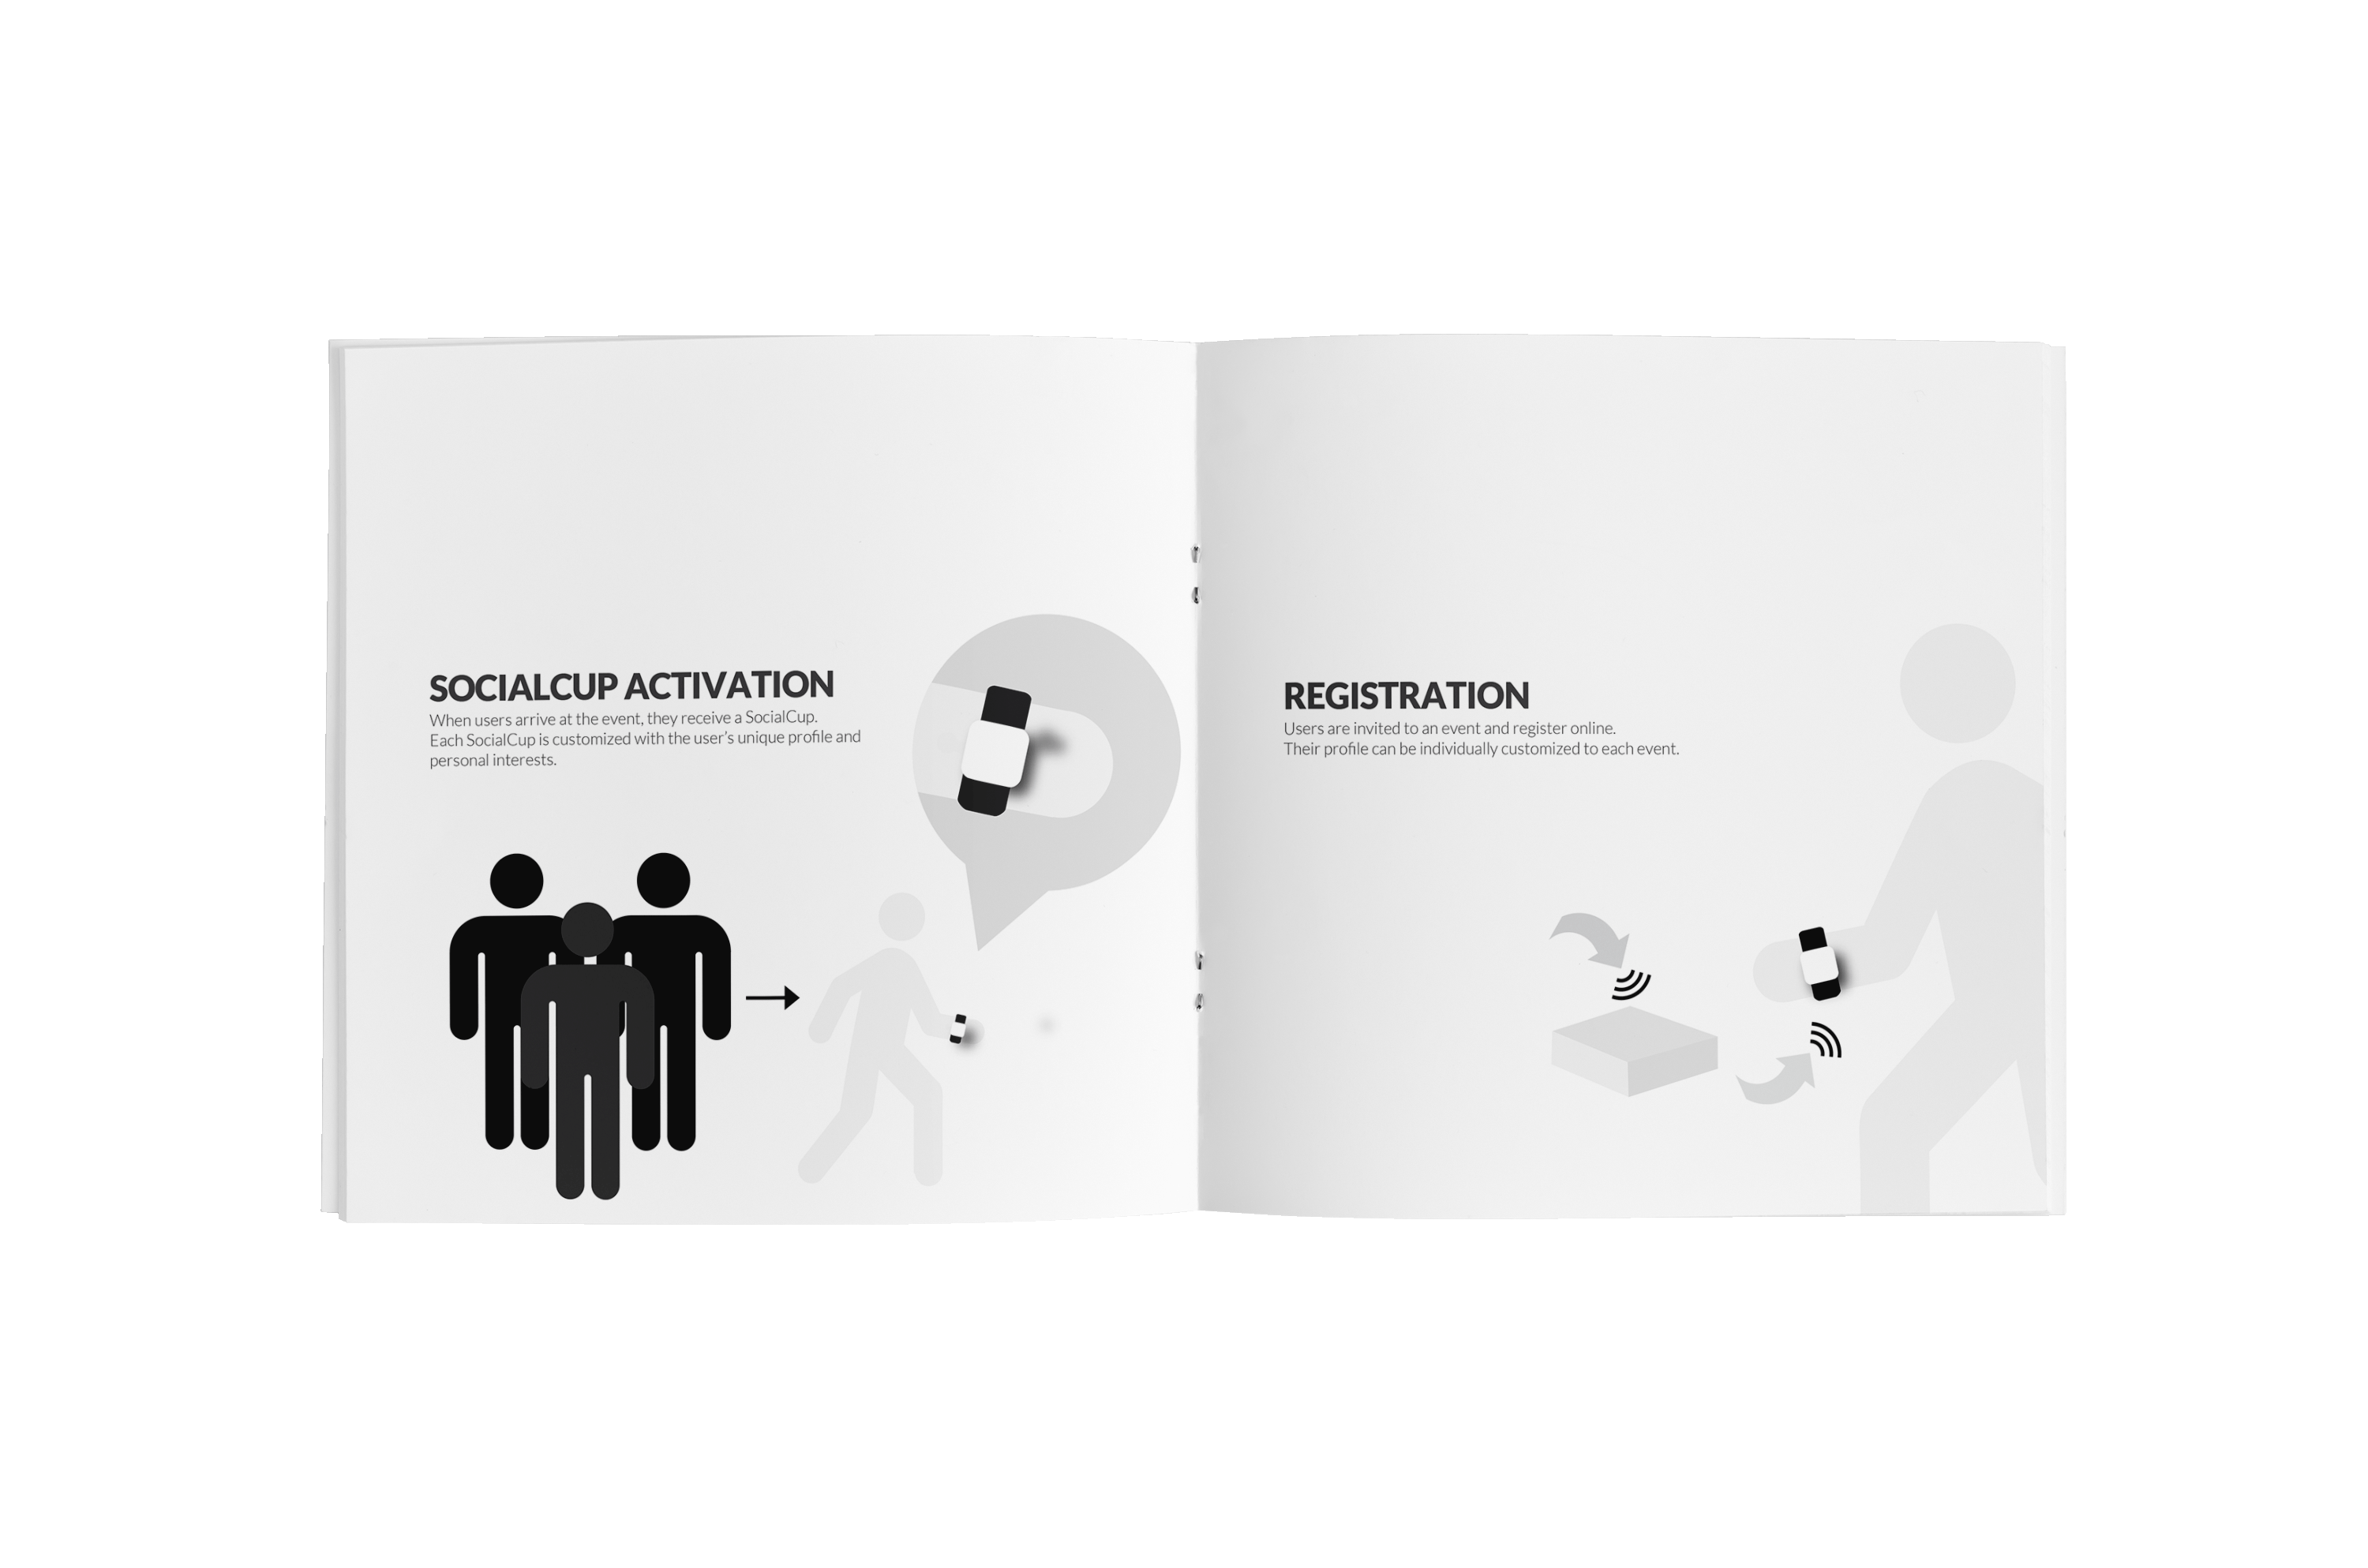 SOCIALCUP ACTIVATION
When users arrive at the event, they receive a SocialCup.
Each SocialCup is customized with the user's unique profile and
personal interests.
REGISTRATION
Users are invited to an event and register online.
Their profile can be individually customized to each event.